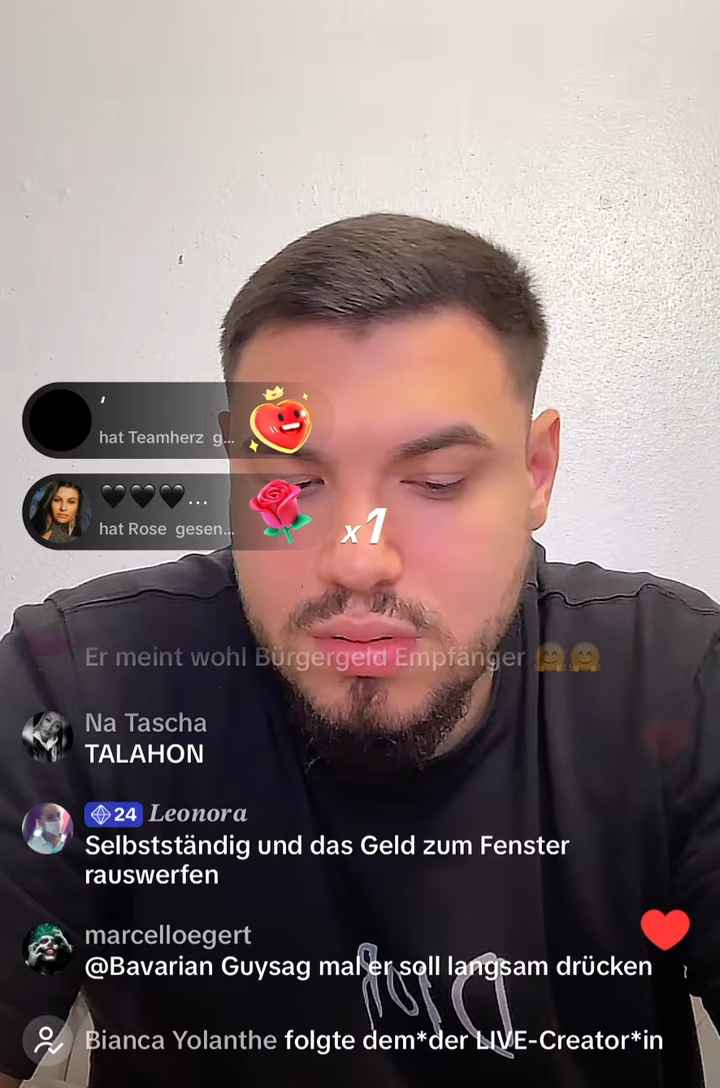 ,
hat Teamherz g...
🖤🖤🖤...
hat Rose gesen...
x1
Er meint wohl Bürgergeld Empfänger 🤗🤗
Na Tascha
TALAHON
24 Leonora
Selbstständig und das Geld zum Fenster
rauswerfen
marcelloegert
@Bavarian Guysag mal er soll langsam drücken
Dior
Bianca Yolanthe folgte dem*der LIVE-Creator*in